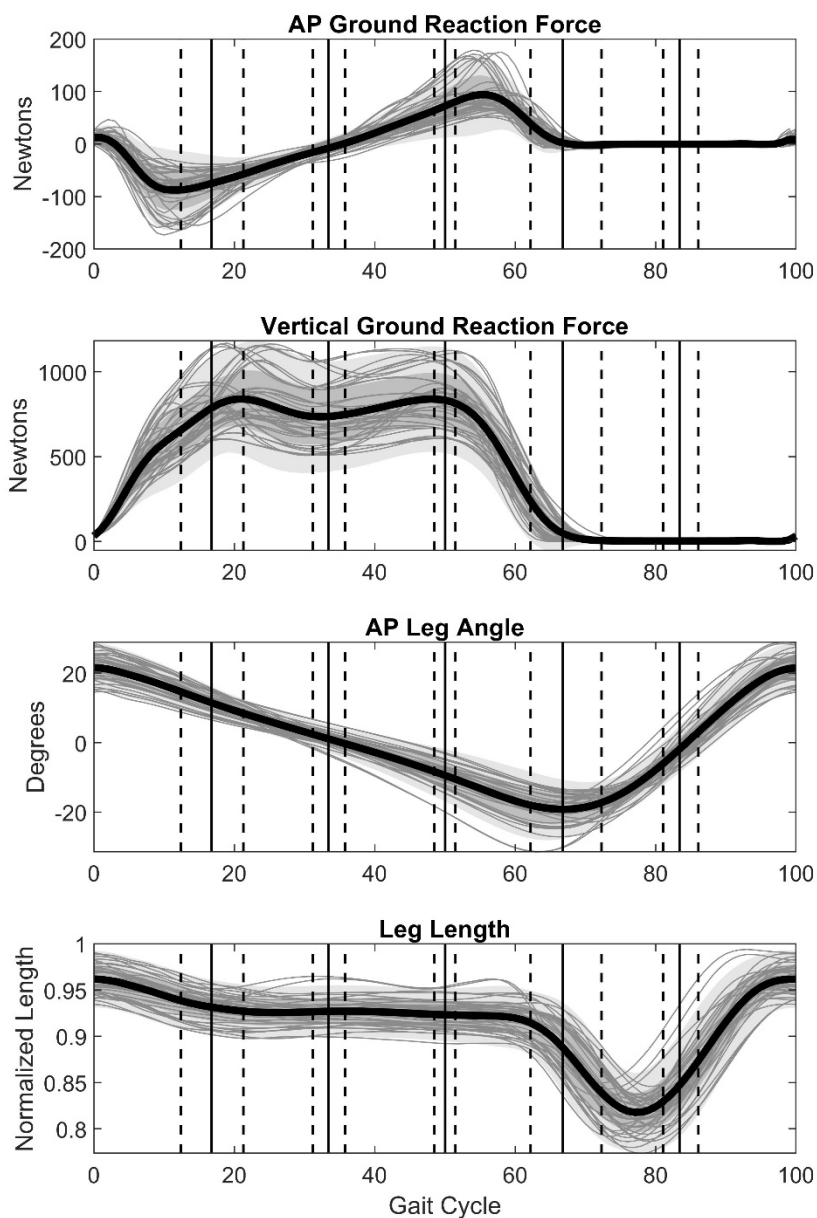 AP Ground Reaction Force
200
100
0
-100
-200
Newtons
0 20 40 60 80 100
Vertical Ground Reaction Force
1000
500
0
Newtons
0 20 40 60 80 100
AP Leg Angle
20
0
-20
Degrees
0 20 40 60 80 100
Leg Length
1
0.95
0.9
0.85
0.8
Normalized Length
0 20 40 60 80 100
Gait Cycle